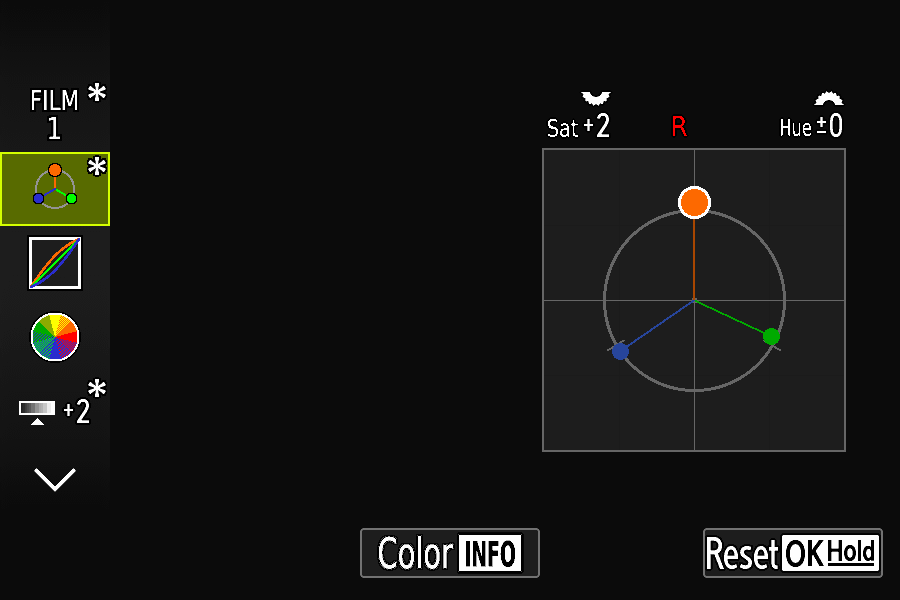 FILM *
1
Sat +2
R
Hue ±0
*
+2 *
Color INFO
Reset OK Hold